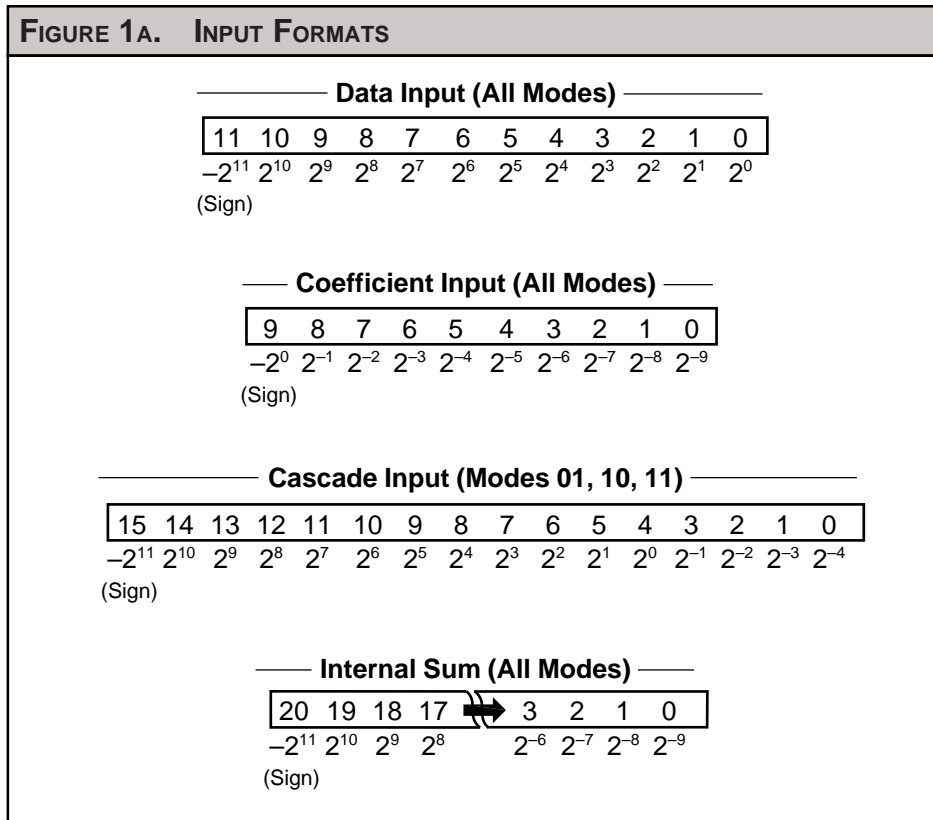 FIGURE 1A. INPUT FORMATS
Data Input (All Modes)
11 10 9 8 7 6 5 4 3 2 1 0
–2¹¹ 2¹⁰ 2⁹ 2⁸ 2⁷ 2⁶ 2⁵ 2⁴ 2³ 2² 2¹ 2⁰
(Sign)
Coefficient Input (All Modes)
9 8 7 6 5 4 3 2 1 0
–2⁰ 2⁻¹ 2⁻² 2⁻³ 2⁻⁴ 2⁻⁵ 2⁻⁶ 2⁻⁷ 2⁻⁸ 2⁻⁹
(Sign)
Cascade Input (Modes 01, 10, 11)
15 14 13 12 11 10 9 8 7 6 5 4 3 2 1 0
–2¹¹ 2¹⁰ 2⁹ 2⁸ 2⁷ 2⁶ 2⁵ 2⁴ 2³ 2² 2¹ 2⁰ 2⁻¹ 2⁻² 2⁻³ 2⁻⁴
(Sign)
Internal Sum (All Modes)
20 19 18 17 3 2 1 0
–2¹¹ 2¹⁰ 2⁹ 2⁸ 2⁻⁶ 2⁻⁷ 2⁻⁸ 2⁻⁹
(Sign)